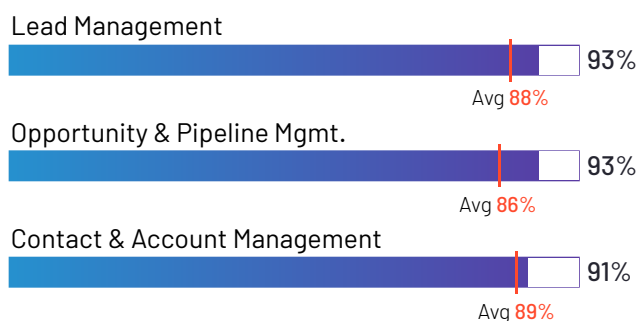 Lead Management
93%
Avg 88%
Opportunity & Pipeline Mgmt.
93%
Avg 86%
Contact & Account Management
91%
Avg 89%